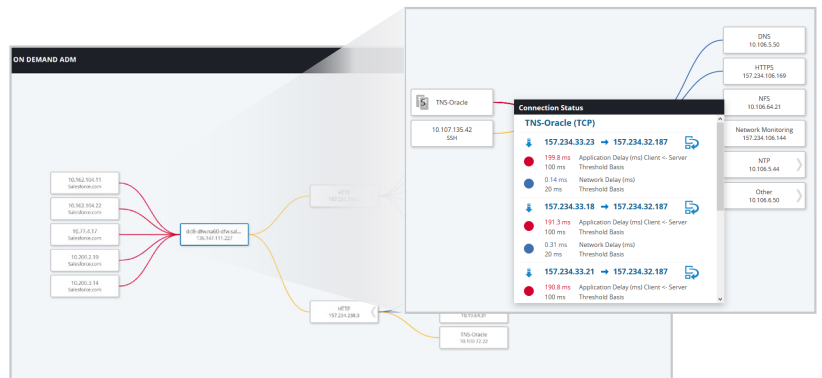 ON DEMAND ADM
10.162.104.11
Salesforce.com
10.162.104.22
Salesforce.com
Salesforce.com
10.200.2.19
Salesforce.com
10.200.3.14
Salesforce.com
HTTP
157.234.238.3
TNS-Oracle
TNS-Oracle
10.107.135.42
SSH
DNS
10.106.5.50
HTTPS
157.234.106.169
NFS
10.106.64.21
Network Monitoring
157.234.106.144
NTP
10.106.5.44
Other
10.106.6.50
Connection Status
TNS-Oracle (TCP)
157.234.33.23 → 157.234.32.187
199.8 ms Application Delay (ms) Client <- Server
100 ms Threshold Basis
0.14 ms Network Delay (ms)
20 ms Threshold Basis
157.234.33.18 → 157.234.32.187
191.3 ms Application Delay (ms) Client <- Server
100 ms Threshold Basis
0.31 ms Network Delay (ms)
20 ms Threshold Basis
157.234.33.21 → 157.234.32.187
190.8 ms Application Delay (ms) Client <- Server
100 ms Threshold Basis